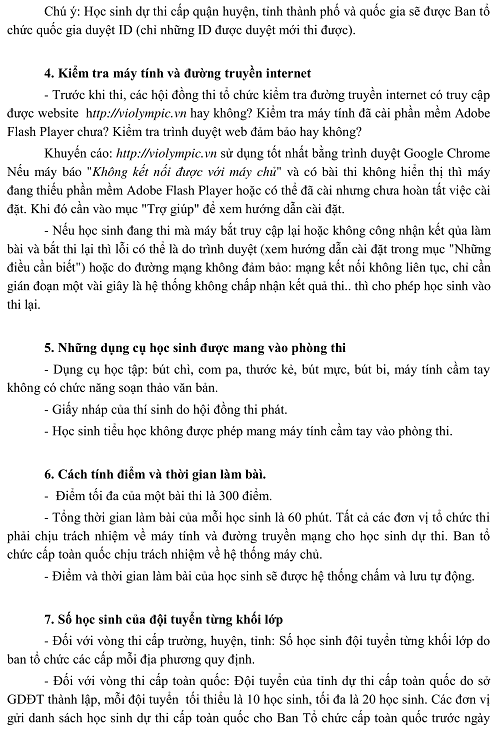 Chú ý: Học sinh dự thi cấp quận huyện, tỉnh thành phố và quốc gia sẽ được Ban tổ
chức quốc gia duyệt ID (chỉ những ID được duyệt mới thi được).
4. Kiểm tra máy tính và đường truyền internet
- Trước khi thi, các hội đồng thi tổ chức kiểm tra đường truyền internet có truy cập
được website http://violympic.vn hay không? Kiểm tra máy tính đã cài phần mềm Adobe
Flash Player chưa? Kiểm tra trình duyệt web đảm bảo hay không?
Khuyến cáo: http://violympic.vn sử dụng tốt nhất bằng trình duyệt Google Chrome
Nếu máy báo "Không kết nối được với máy chủ" và có bài thi không hiển thị thì máy
đang thiếu phần mềm Adobe Flash Player hoặc có thể đã cài nhưng chưa hoàn tất việc cài
đặt. Khi đó cần vào mục "Trợ giúp" để xem hướng dẫn cài đặt.
- Nếu học sinh đang thi mà máy bắt truy cập lại hoặc không công nhận kết qủa làm
bài và bắt thi lại thì lỗi có thể là do trình duyệt (xem hướng dẫn cài đặt trong mục "Những
điều cần biết") hoặc do đường mạng không đảm bảo: mạng kết nối không liên tục, chỉ cần
gián đoạn một vài giây là hệ thống không chấp nhận kết quả thi.. thì cho phép học sinh vào
thi lại.
5. Những dụng cụ học sinh được mang vào phòng thi
- Dụng cụ học tập: bút chì, com pa, thước kẻ, bút mực, bút bi, máy tính cầm tay
không có chức năng soạn thảo văn bản.
- Giấy nháp của thí sinh do hội đồng thi phát.
- Học sinh tiểu học không được phép mang máy tính cầm tay vào phòng thi.
6. Cách tính điểm và thời gian làm bài.
- Điểm tối đa của một bài thi là 300 điểm.
- Tổng thời gian làm bài của mỗi học sinh là 60 phút. Tất cả các đơn vị tổ chức thi
phải chịu trách nhiệm về máy tính và đường truyền mạng cho học sinh dự thi. Ban tổ
chức cấp toàn quốc chịu trách nhiệm về hệ thống máy chủ.
- Điểm và thời gian làm bài của học sinh sẽ được hệ thống chấm và lưu tự động.
7. Số học sinh của đội tuyển từng khối lớp
- Đối với vòng thi cấp trường, huyện, tỉnh: Số học sinh đội tuyển từng khối lớp do
ban tổ chức các cấp mỗi địa phương quy định.
- Đối với vòng thi cấp toàn quốc: Đội tuyển của tỉnh dự thi cấp toàn quốc do sở
GDĐT thành lập, mỗi đội tuyển tối thiểu là 10 học sinh, tối đa là 20 học sinh. Các đơn vị
gửi danh sách học sinh dự thi cấp toàn quốc cho Ban Tổ chức cấp toàn quốc trước ngày